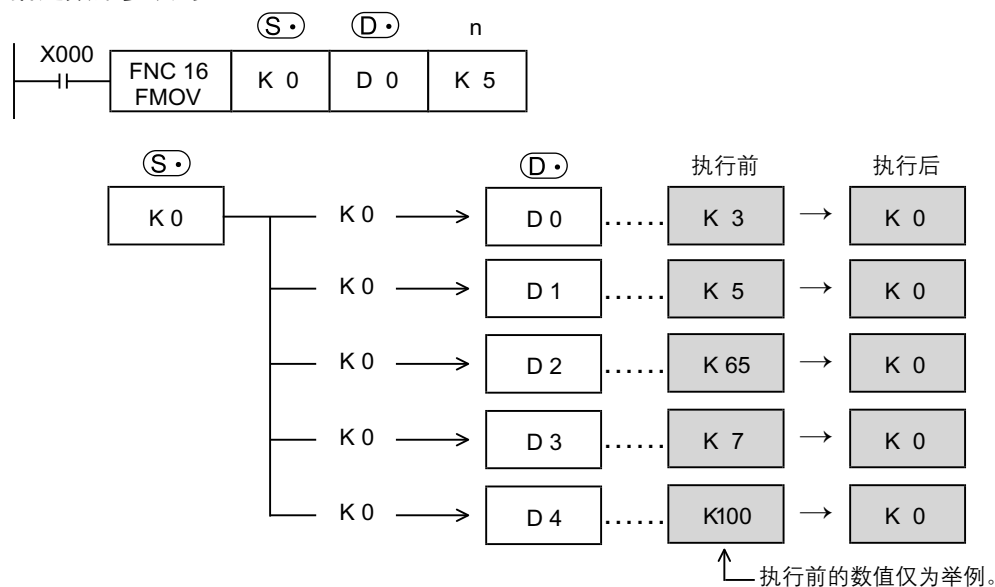 S· D· n
X000
FNC 16 K 0 D 0 K 5
FMOV
S· D· 执行前 执行后
K 0 K 0 → D 0 ...... K 3 → K 0
K 0 → D 1 ...... K 5 → K 0
K 0 → D 2 ...... K 65 → K 0
K 0 → D 3 ...... K 7 → K 0
K 0 → D 4 ...... K100 → K 0
执行前的数值仅为举例。